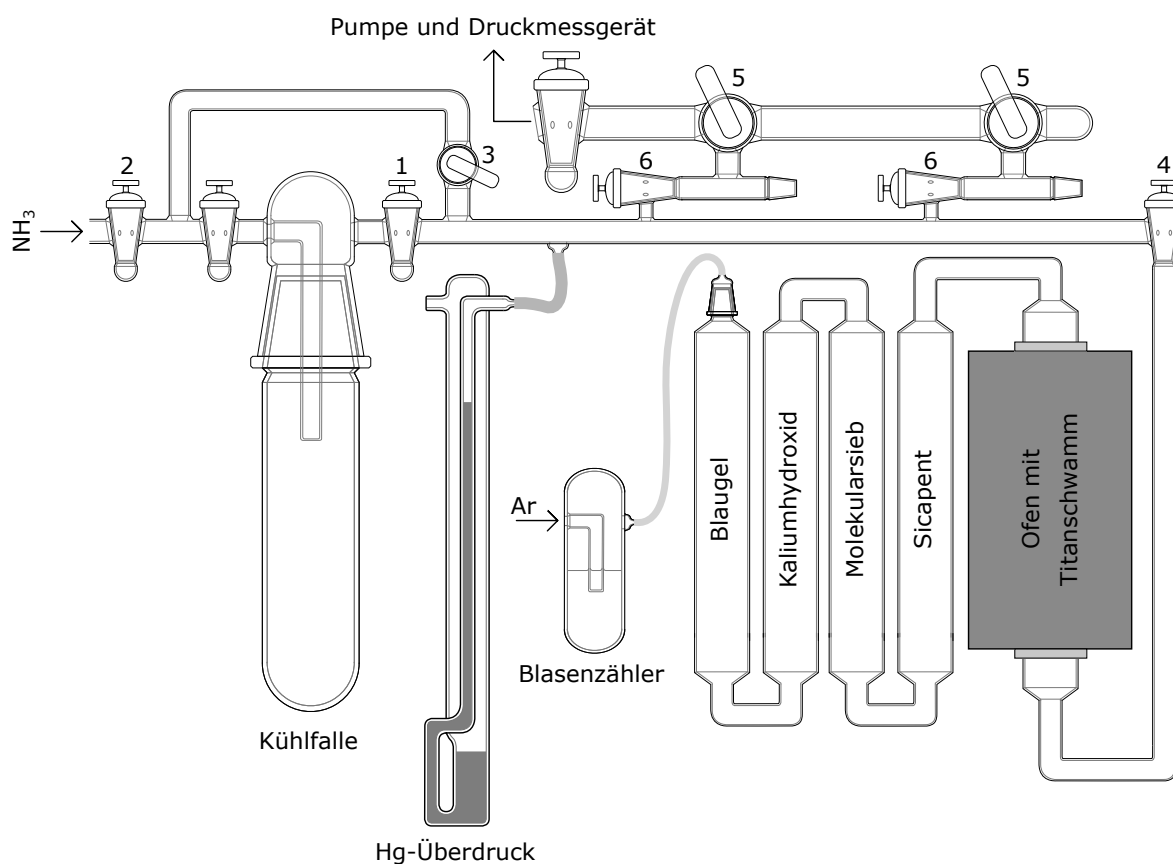 Pumpe und Druckmessgerät
5
5
2
1
3
6
6
4
NH₃
Ar
Blaugel
Kaliumhydroxid
Molekularsieb
Sicapent
Ofen mit
Titanschwamm
Blasenzähler
Kühlfalle
Hg-Überdruck